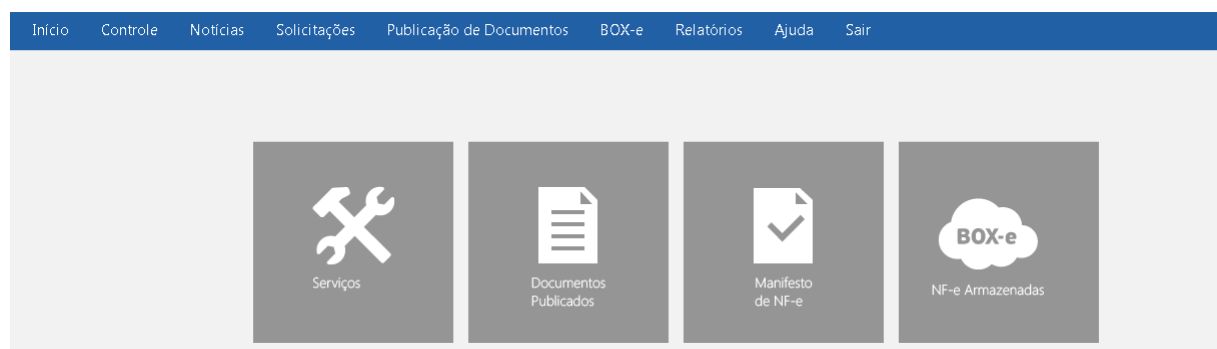 Início Controle Notícias Solicitações Publicação de Documentos BOX-e Relatórios Ajuda Sair
BOX-e
Serviços
Documentos
Publicados
Manifesto
de NF-e
NF-e Armazenadas